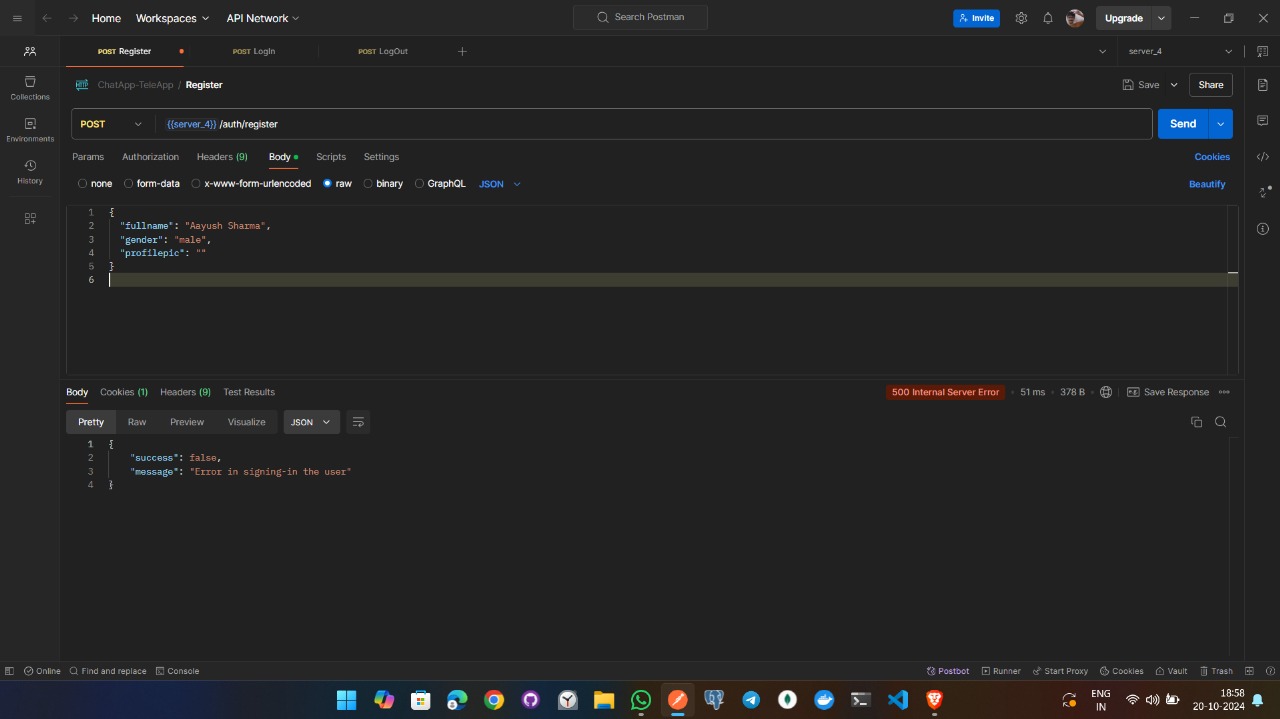 Home Workspaces API Network Search Postman Invite Upgrade
POST Register POST Login POST LogOut server_4
Collections
Environments
History
HTTP ChatApp-TeleApp / Register Save Share
POST {{server_4}} /auth/register Send
Params Authorization Headers (9) Body Scripts Settings Cookies
none form-data x-www-form-urlencoded raw binary GraphQL JSON Beautify
1 {
2 "fullname": "Aayush Sharma",
3 "gender": "male",
4 "profilepic": ""
5 }
6
Body Cookies (1) Headers (9) Test Results 500 Internal Server Error 51 ms 378 B Save Response
Pretty Raw Preview Visualize JSON
1 {
2 "success": false,
3 "message": "Error in signing-in the user"
4 }
Online Find and replace Console Postbot Runner Start Proxy Cookies Vault Trash
ENG 18:58
IN 20-10-2024